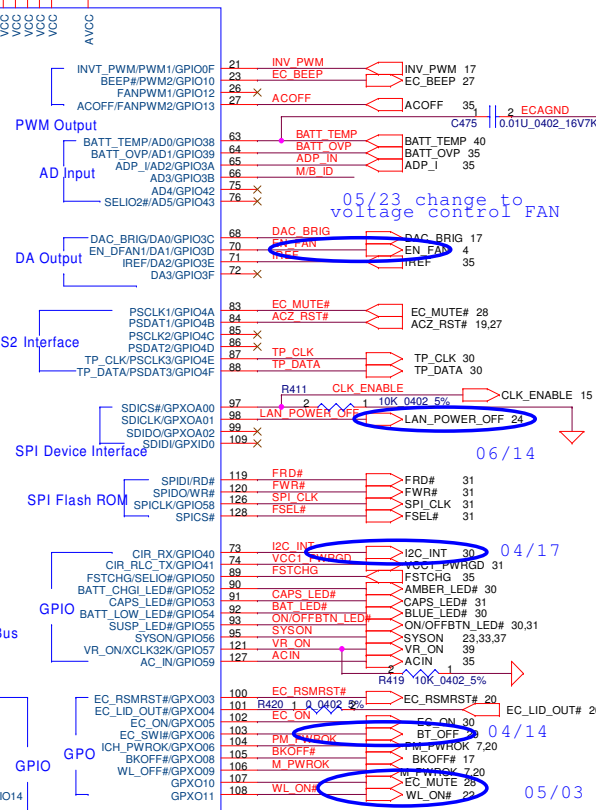 VCC VCC VCC VCC VCC AVCC
INVT_PWM/PWM1/GPIO0F 21 INV_PWM INV_PWM 17
BEEP#/PWM2/GPIO10 23 EC_BEEP EC_BEEP 27
FANPWM1/GPIO12 26
ACOFF/FANPWM2/GPIO13 27 ACOFF ACOFF 35
PWM Output
C475 1 2 ECAGND
0.01U_0402_16V7K
BATT_TEMP/AD0/GPIO38 63 BATT_TEMP BATT_TEMP 40
BATT_OVP/AD1/GPIO39 64 BATT_OVP BATT_OVP 35
ADP_I/AD2/GPIO3A 65 ADP_IN ADP_I 35
AD Input
AD3/GPIO3B 66 M/B_ID
AD4/GPIO42 75
SELIO2#/AD5/GPIO43 76
05/23 change to
voltage control FAN
DAC_BRIG/DA0/GPIO3C 68 DAC_BRIG DAC_BRIG 17
EN_DFAN1/DA1/GPIO3D 70 EN_FAN EN_FAN 4
IREF/DA2/GPIO3E 71 IREF IREF 35
DA Output
DA3/GPIO3F 72
PSCLK1/GPIO4A 83 EC_MUTE# EC_MUTE# 28
PSDAT1/GPIO4B 84 ACZ_RST# ACZ_RST# 19,27
PSCLK2/GPIO4C 85
S2 Interface
PSDAT2/GPIO4D 86
TP_CLK/PSCLK3/GPIO4E 87 TP_CLK TP_CLK 30
TP_DATA/PSDAT3/GPIO4F 88 TP_DATA TP_DATA 30
R411 CLK_ENABLE CLK_ENABLE 15
SDICS#/GPXOA00 97 2 1 10K_0402_5%
SDICLK/GPXOA01 98 LAN_POWER_OFF LAN_POWER_OFF 24
SDIDO/GPXOA02 99
SDIDI/GPXID0 109
SPI Device Interface
06/14
SPIDI/RD# 119 FRD# FRD# 31
SPIDO/WR# 120 FWR# FWR# 31
SPICLK/GPIO58 126 SPI_CLK SPI_CLK 31
SPICS# 128 FSEL# FSEL# 31
SPI Flash ROM
CIR_RX/GPIO40 73 I2C_INT I2C_INT 30 04/17
CIR_RLC_TX/GPIO41 74 VCC1_PWRGD VCC1_PWRGD 31
FSTCHG/SELIO#/GPIO50 89 FSTCHG FSTCHG 35
BATT_CHGI_LED#/GPIO52 90 AMBER_LED# 30
CAPS_LED#/GPIO53 91 CAPS_LED# CAPS_LED# 31
GPIO
BATT_LOW_LED#/GPIO54 92 BAT_LED# BLUE_LED# 30
SUSP_LED#/GPIO55 93 ON/OFFBTN_LED# ON/OFFBTN_LED# 30,31
SYSON/GPIO56 95 SYSON SYSON 23,33,37
Bus
VR_ON/XCLK32K/GPIO57 121 VR_ON VR_ON 39
AC_IN/GPIO59 127 ACIN ACIN 35
2 1
R419 10K_0402_5%
EC_RSMRST#/GPXO03 100 EC_RSMRST# EC_RSMRST# 20
EC_LID_OUT#/GPXO04 101 R420 1 0_0402_5% EC_LID_OUT# 20
EC_ON/GPXO05 102 EC_ON EC_ON 30
EC_SWI#/GPXO06 103 BT_OFF 04/14
ICH_PWROK/GPXO06 104 PM_PWROK PM_PWROK 7,20
GPO
BKOFF#/GPXO08 105 BKOFF# BKOFF# 17
GPIO
WL_OFF#/GPXO09 106 M_PWROK M_PWROK 7,20
GPXO10 107 EC_MUTE 28
GPXO11 108 WL_ON# WL_ON# 22
IO14
05/03